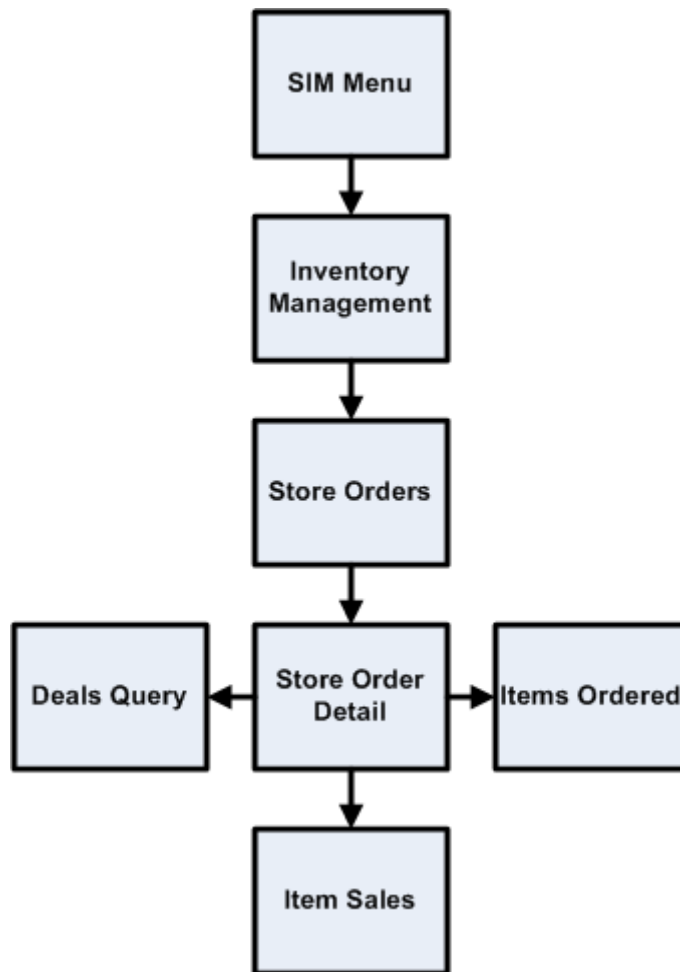 SIM Menu
Inventory
Management
Store Orders
Deals Query
Store Order
Detail
Items Ordered
Item Sales